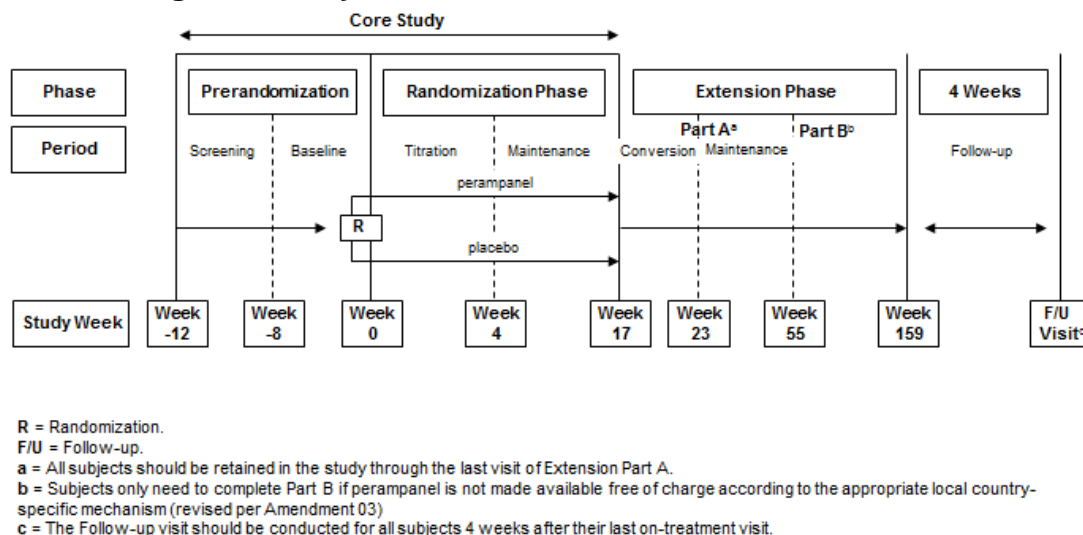 Core Study
Phase
Prerandomization
Randomization Phase
Extension Phase
4 Weeks
Part Aᵃ
Part Bᵇ
Period
Screening
Baseline
Titration
Maintenance
Conversion
Maintenance
Follow-up
perampanel
R
placebo
Study Week
Week
-12
Week
-8
Week
0
Week
4
Week
17
Week
23
Week
55
Week
159
F/U
Visitᶜ
R = Randomization.
F/U = Follow-up.
a = All subjects should be retained in the study through the last visit of Extension Part A.
b = Subjects only need to complete Part B if perampanel is not made available free of charge according to the appropriate local country-
specific mechanism (revised per Amendment 03)
c = The Follow-up visit should be conducted for all subjects 4 weeks after their last on-treatment visit.